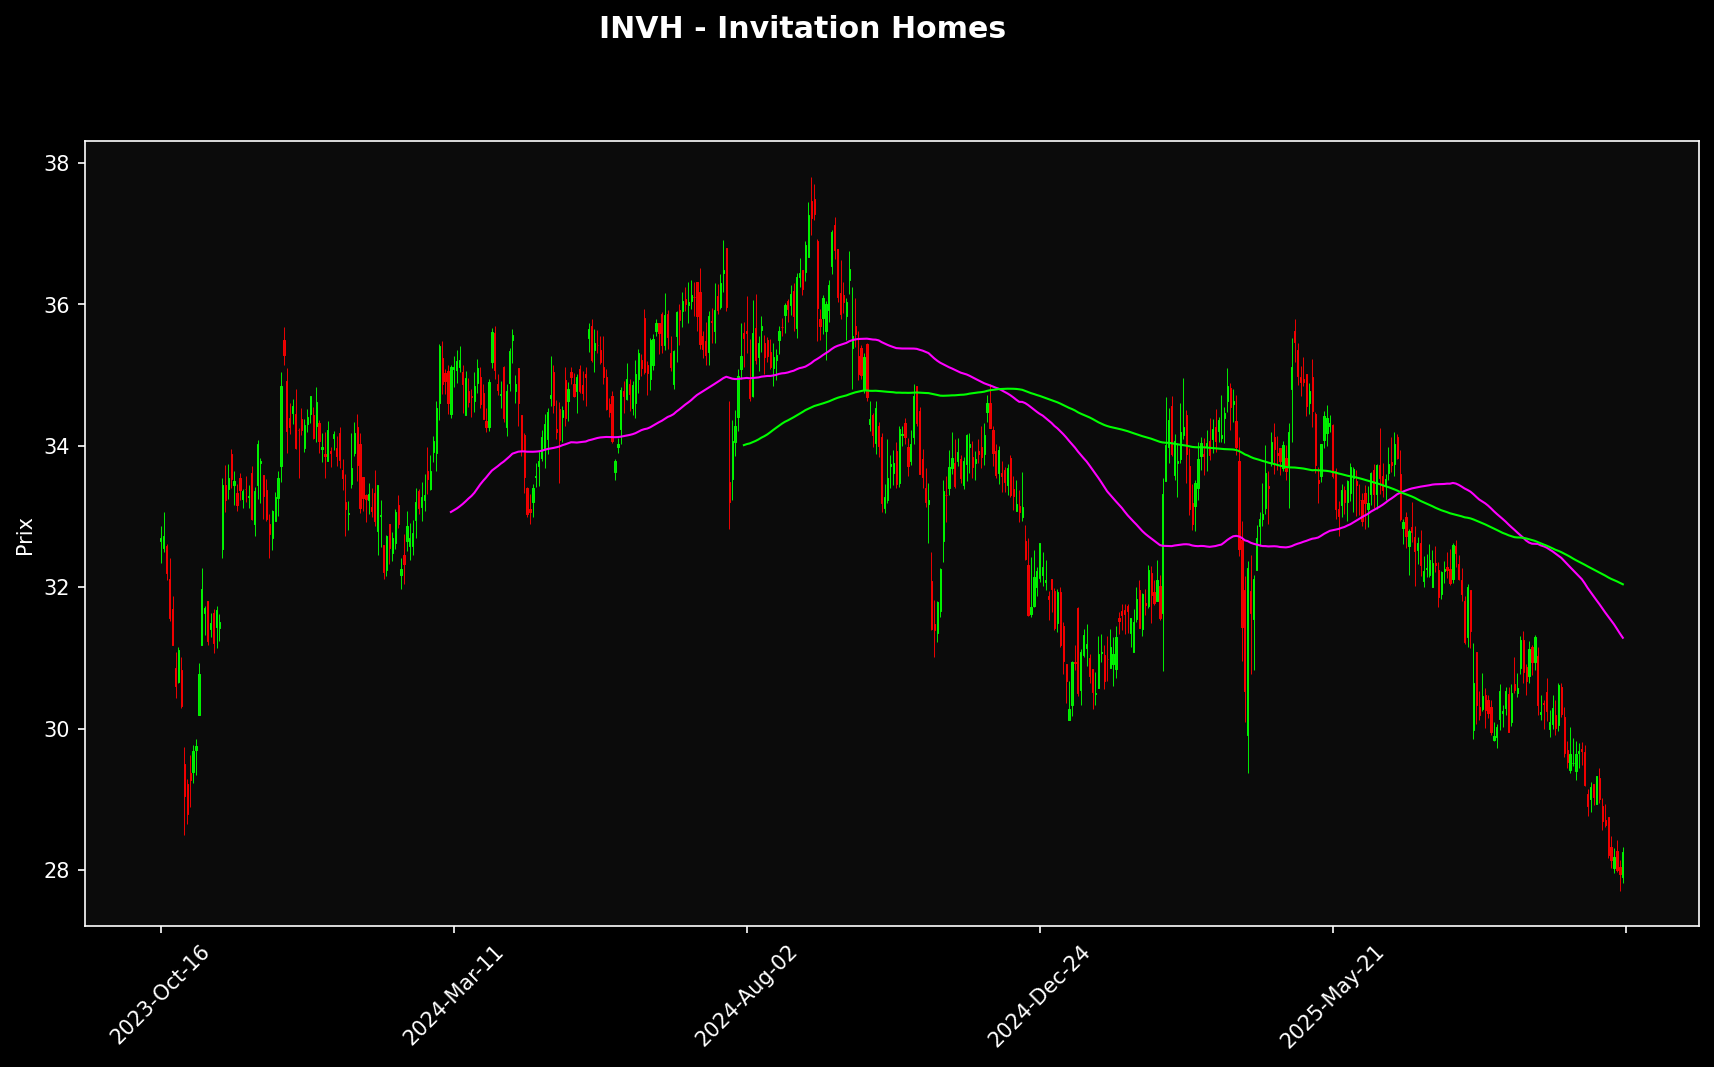 INVH - Invitation Homes
Prix
38
36
34
32
30
28
2023-Oct-16
2024-Mar-11
2024-Aug-02
2024-Dec-24
2025-May-21